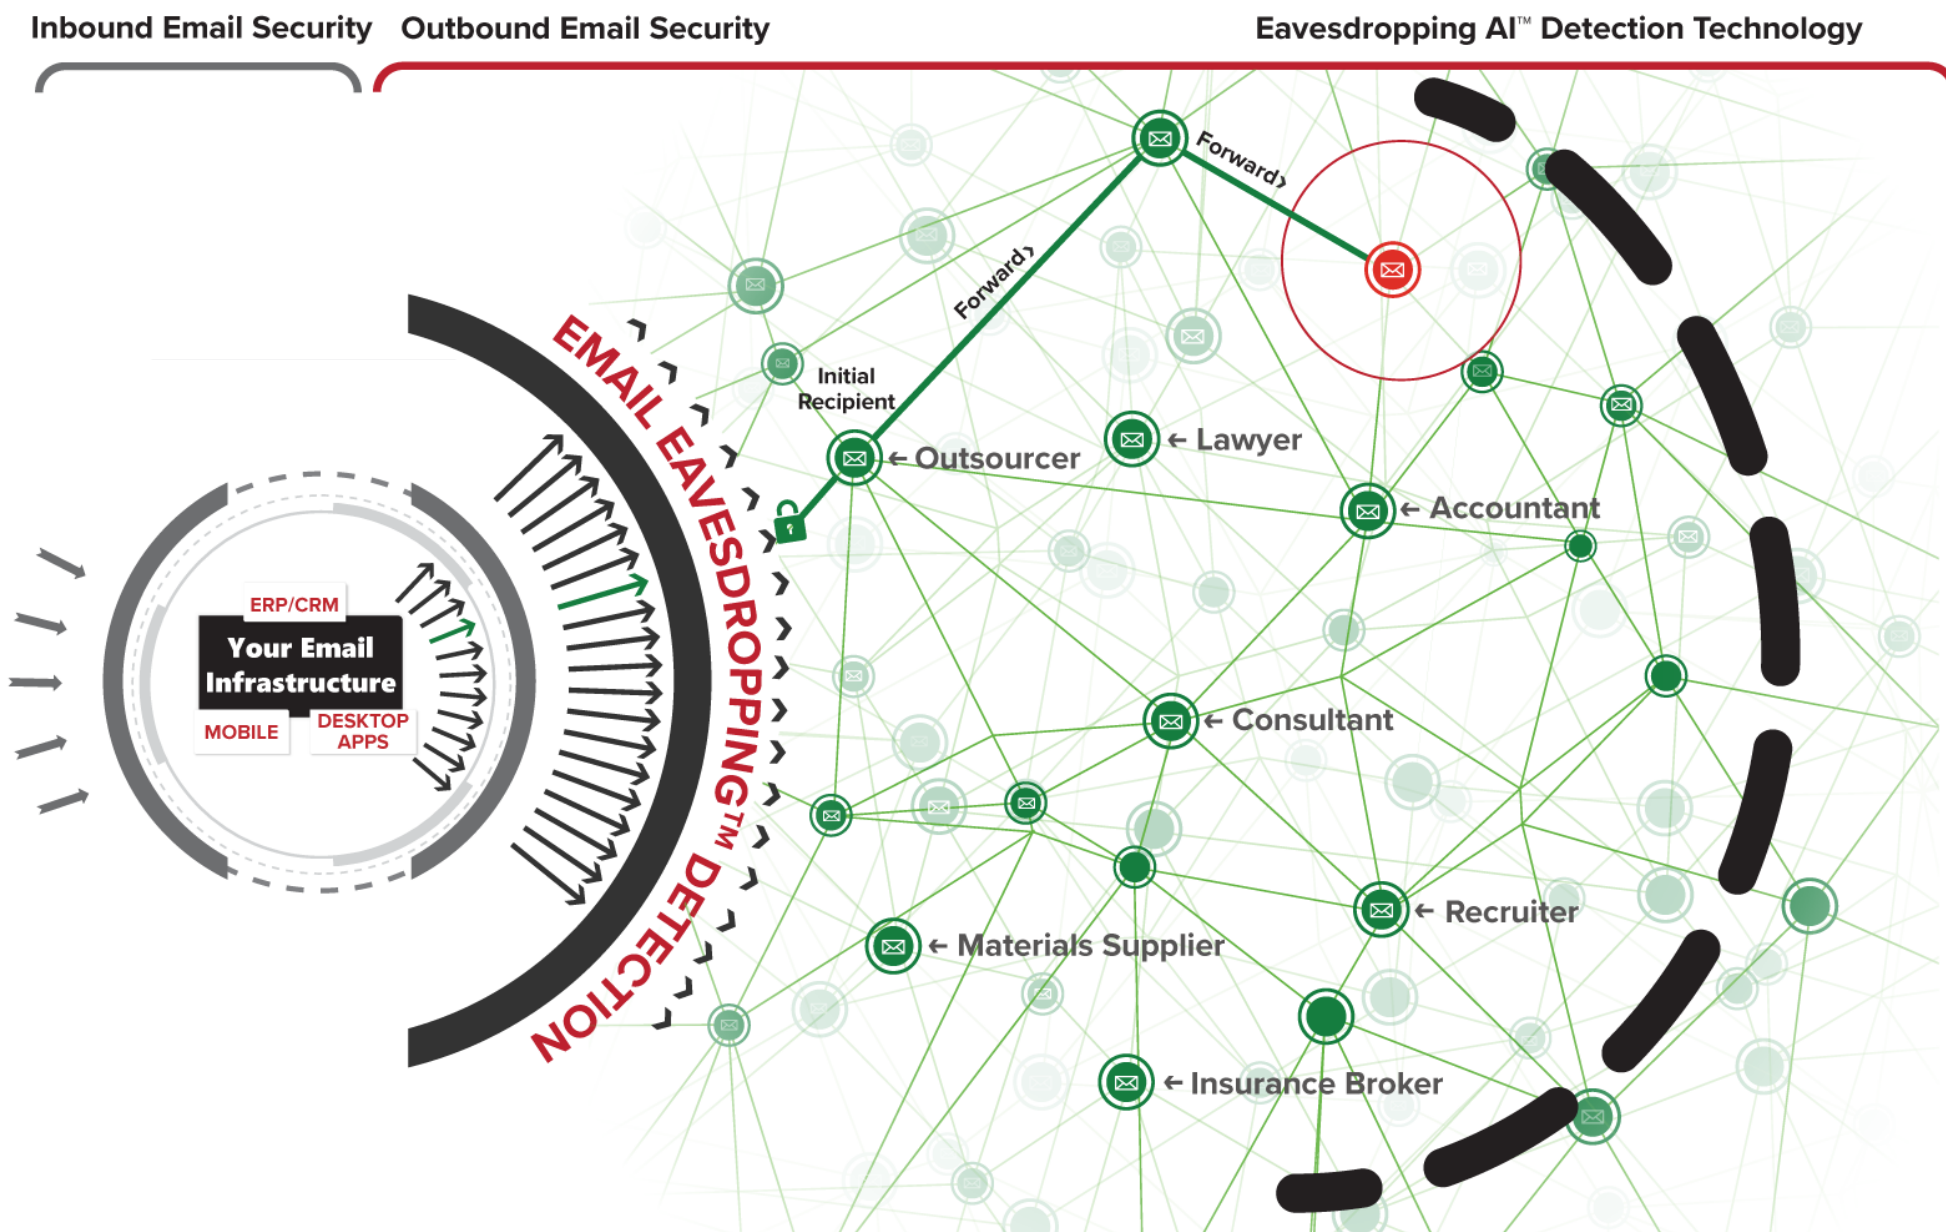 Inbound Email Security
Outbound Email Security
Eavesdropping AI™ Detection Technology
Forward›
Forward›
Initial
Recipient
EMAIL EAVESDROPPING™ DETECTION
← Outsourcer
← Lawyer
← Accountant
ERP/CRM
Your Email
Infrastructure
MOBILE
DESKTOP
APPS
← Consultant
← Recruiter
← Materials Supplier
← Insurance Broker